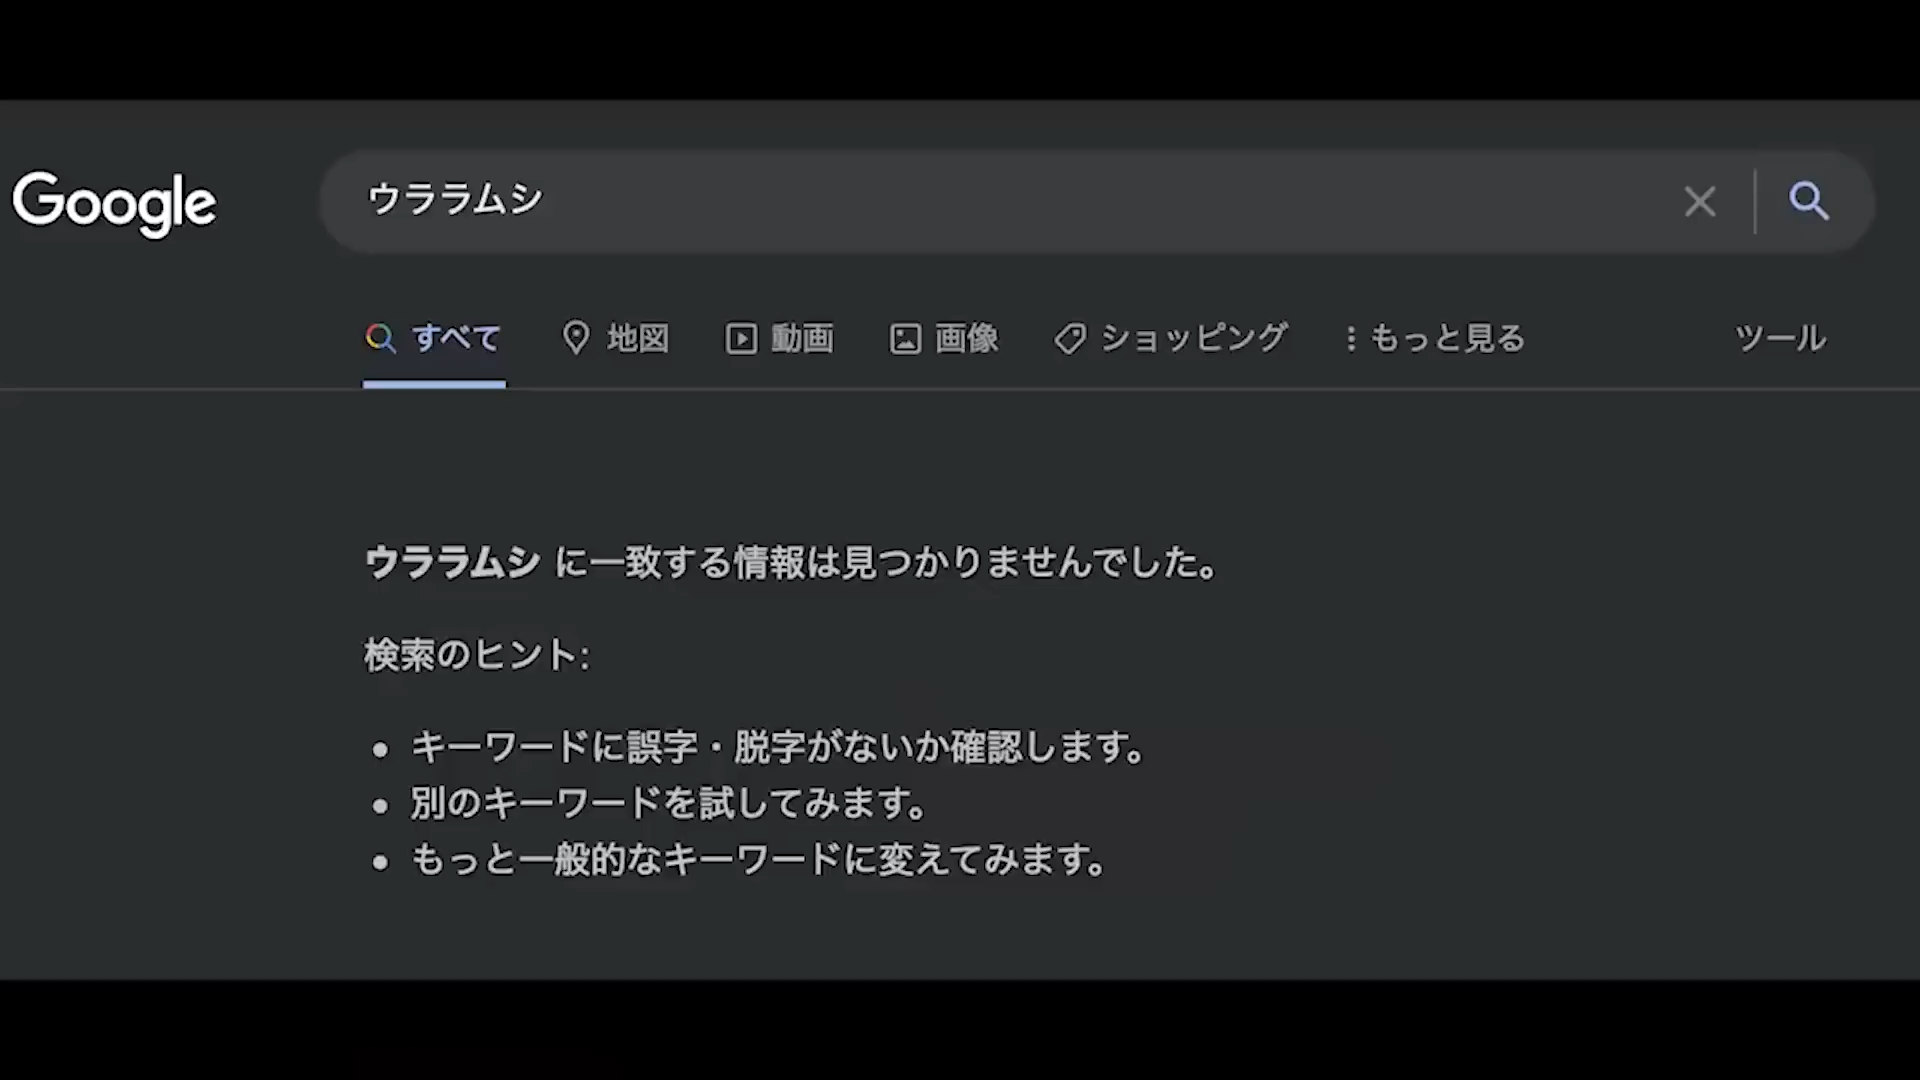 Google
ウララムシ
すべて 地図 動画 画像 ショッピング もっと見る ツール
ウララムシ に一致する情報は見つかりませんでした。
検索のヒント:
• キーワードに誤字・脱字がないか確認します。
• 別のキーワードを試してみます。
• もっと一般的なキーワードに変えてみます。